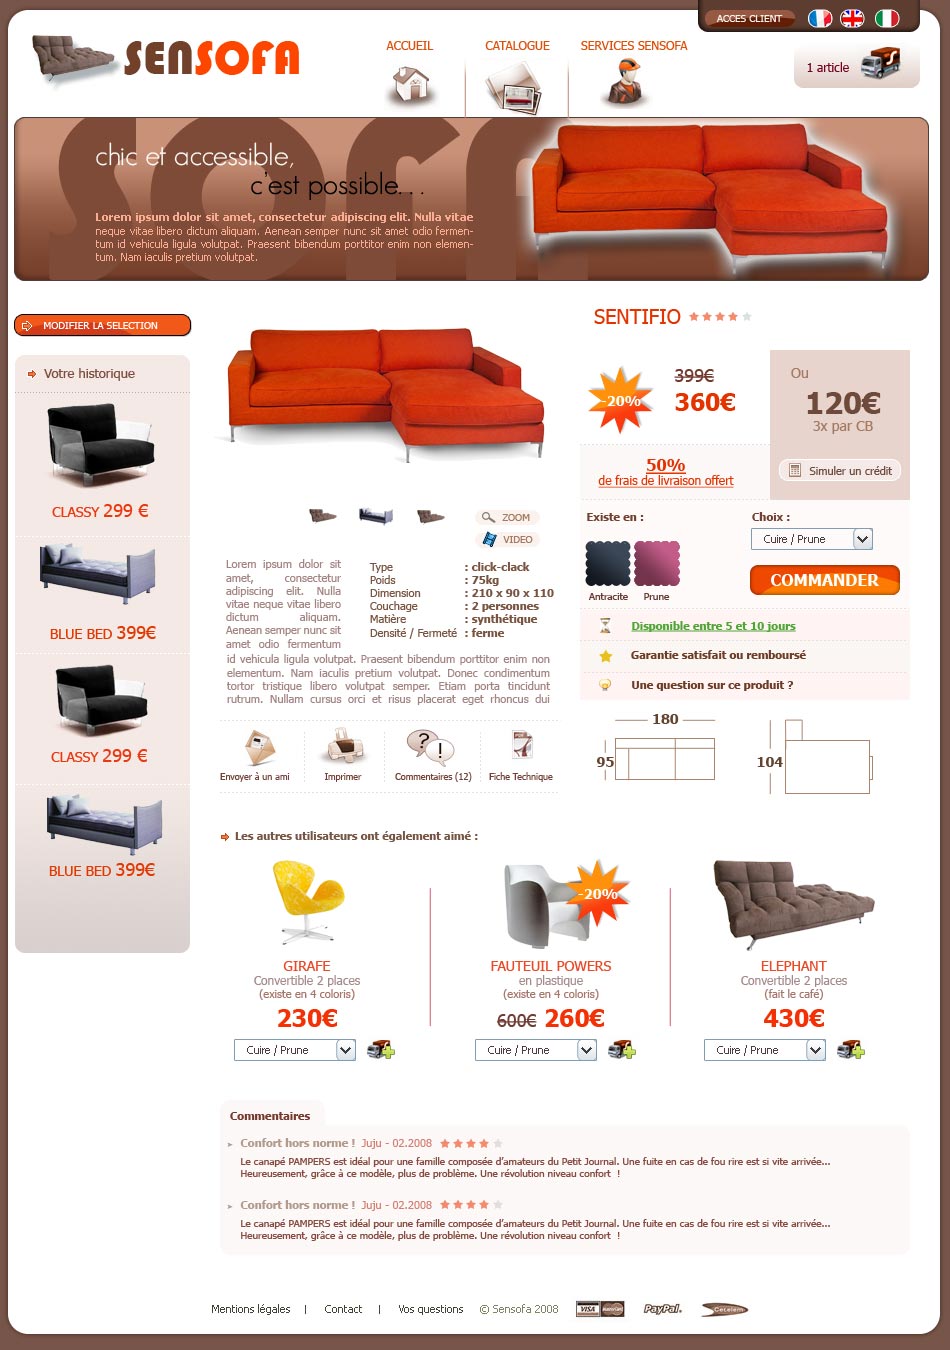 ACCES CLIENT
SENSOFA
ACCUEIL
CATALOGUE
SERVICES SENSOFA
1 article
chic et accessible,
c'est possible...
Lorem ipsum dolor sit amet, consectetur adipiscing elit. Nulla vitae
neque vitae libero dictum aliquam. Aenean semper nunc sit amet odio fermen-
tum id vehicula ligula volutpat. Praesent bibendum porttitor enim non elemen-
tum. Nam iaculis pretium volutpat.
MODIFIER LA SELECTION
Votre historique
CLASSY 299 €
BLUE BED 399€
CLASSY 299 €
BLUE BED 399€
ZOOM
VIDEO
Lorem ipsum dolor sit
amet, consectetur
adipiscing elit. Nulla
vitae neque vitae libero
dictum aliquam.
Aenean semper nunc sit
amet odio fermentum
id vehicula ligula volutpat. Praesent bibendum porttitor enim non
elementum. Nam iaculis pretium volutpat. Donec condimentum
tortor tristique libero volutpat semper. Etiam porta tincidunt
rutrum. Nullam cursus orci et risus placerat eget rhoncus dui
Type : click-clack
Poids : 75kg
Dimension : 210 x 90 x 110
Couchage : 2 personnes
Matière : synthétique
Densité / Fermeté : ferme
Envoyer à un ami
Imprimer
Commentaires (12)
Fiche Technique
SENTIFIO
-20%
399€
360€
Ou
120€
3x par CB
Simuler un crédit
50%
de frais de livraison offert
Existe en :
Antracite
Prune
Choix :
Cuire / Prune
COMMANDER
Disponible entre 5 et 10 jours
Garantie satisfait ou remboursé
Une question sur ce produit ?
180
95
104
Les autres utilisateurs ont également aimé :
GIRAFE
Convertible 2 places
(existe en 4 coloris)
230€
Cuire / Prune
-20%
FAUTEUIL POWERS
en plastique
(existe en 4 coloris)
600€ 260€
Cuire / Prune
ELEPHANT
Convertible 2 places
(fait le café)
430€
Cuire / Prune
Commentaires
Confort hors norme ! Juju - 02.2008
Le canapé PAMPERS est idéal pour une famille composée d'amateurs du Petit Journal. Une fuite en cas de fou rire est si vite arrivée...
Heureusement, grâce à ce modèle, plus de problème. Une révolution niveau confort !
Confort hors norme ! Juju - 02.2008
Le canapé PAMPERS est idéal pour une famille composée d'amateurs du Petit Journal. Une fuite en cas de fou rire est si vite arrivée...
Heureusement, grâce à ce modèle, plus de problème. Une révolution niveau confort !
Mentions légales | Contact | Vos questions © Sensofa 2008 VISA MasterCard PayPal Cetelem